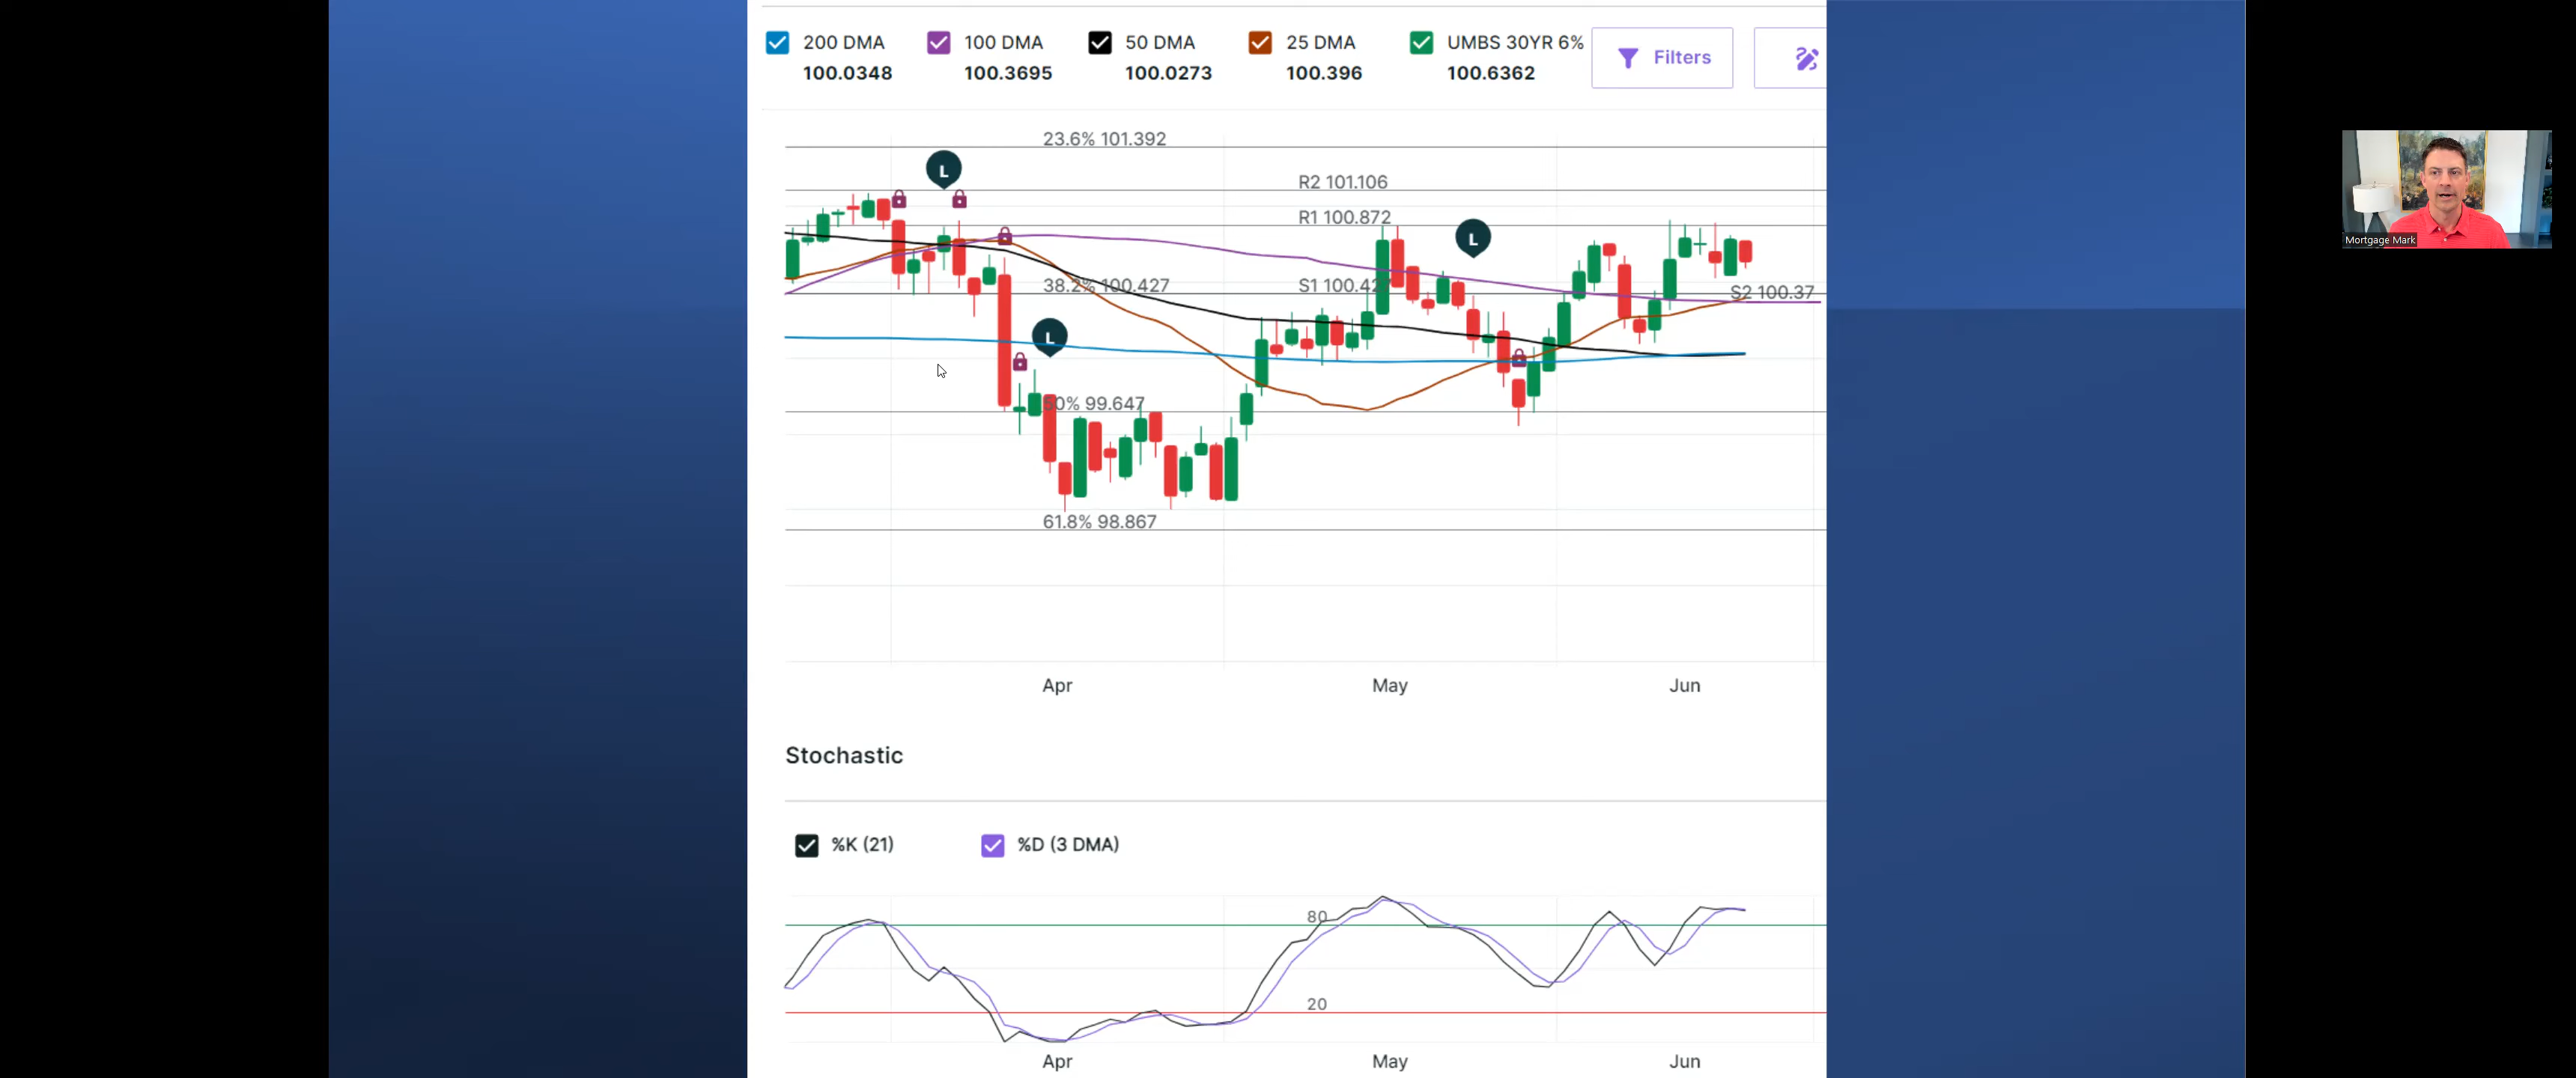 200 DMA
100.0348
100 DMA
100.3695
50 DMA
100.0273
25 DMA
100.396
UMBS 30YR 6%
100.6362
Filters
23.6% 101.392
L
R2 101.106
R1 100.872
L
38.2% 100.427
S1 100.42
S2 100.37
L
50% 99.647
61.8% 98.867
Apr
May
Jun
Stochastic
%K (21)
%D (3 DMA)
80
20
Apr
May
Jun
Mortgage Mark